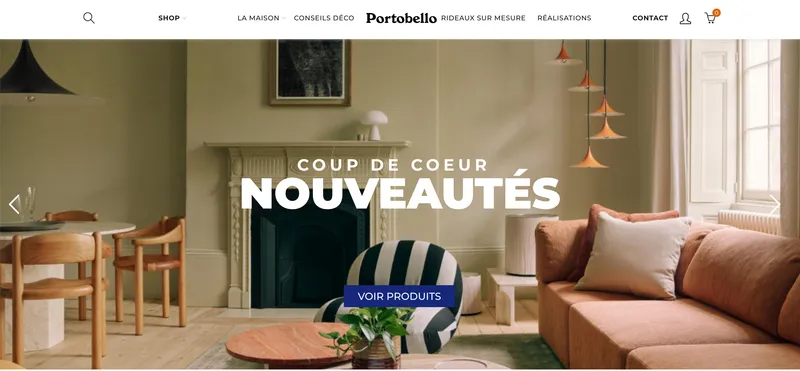 SHOP
LA MAISON
CONSEILS DÉCO
Portobello
RIDEAUX SUR MESURE
RÉALISATIONS
CONTACT
0
COUP DE COEUR
NOUVEAUTÉS
VOIR PRODUITS